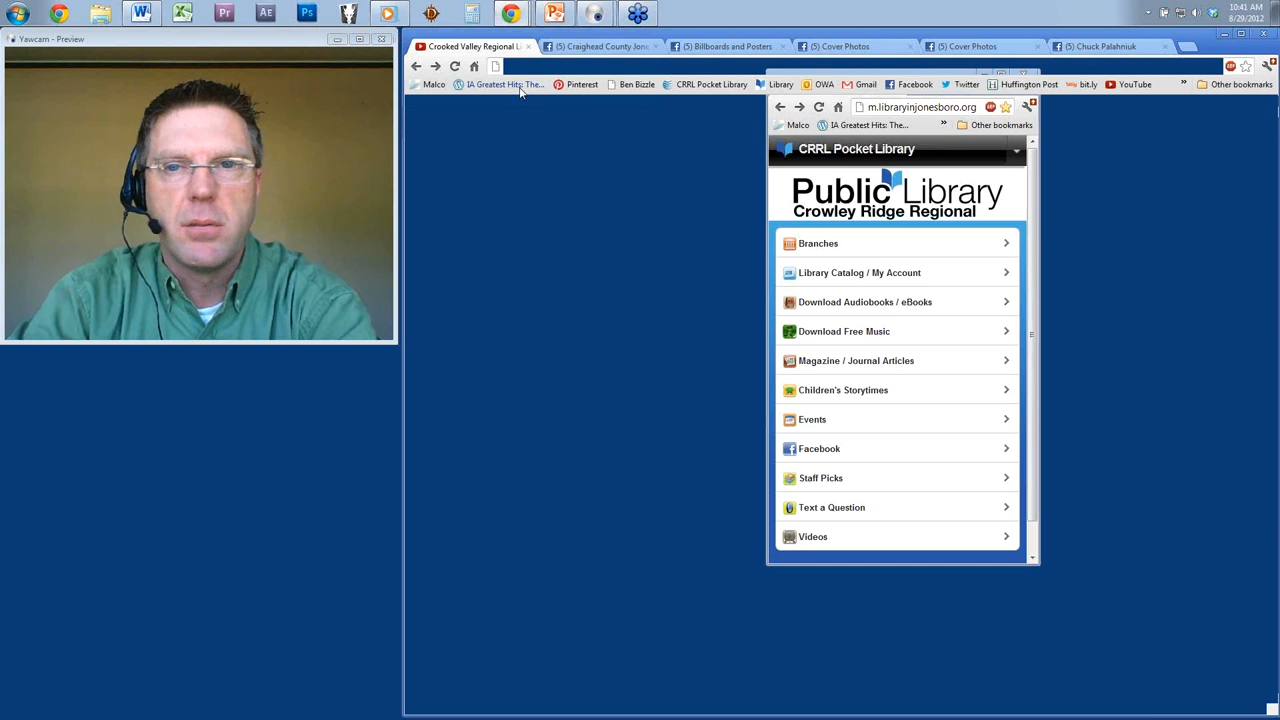 10:41 AM
8/29/2012
Pr
Ae
Ps
Yawcam - Preview
Crooked Valley Regional Li
(5) Craighead County Jone
(5) Billboards and Posters
(5) Cover Photos
(5) Cover Photos
(5) Chuck Palahniuk
Malco
IA Greatest Hits: The...
Pinterest
Ben Bizzle
CRRL Pocket Library
Library
OWA
Gmail
Facebook
Twitter
Huffington Post
bit.ly
YouTube
»
Other bookmarks
m.libraryinjonesboro.org
Malco
IA Greatest Hits: The...
»
Other bookmarks
CRRL Pocket Library
Public Library
Crowley Ridge Regional
Branches
Library Catalog / My Account
Download Audiobooks / eBooks
Download Free Music
Magazine / Journal Articles
Children's Storytimes
Events
Facebook
Staff Picks
Text a Question
Videos